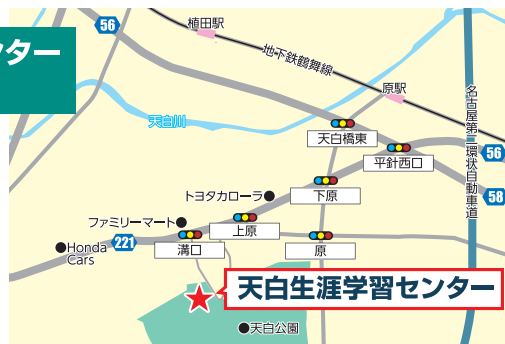 ンター
56
植田駅
地下鉄鶴舞線
原駅
天白川
天白橋東
平針西口
名古屋第二環状自動車道
56
58
トヨタカローラ
下原
ファミリーマート
上原
Honda
Cars
221
溝口
原
天白生涯学習センター
天白公園